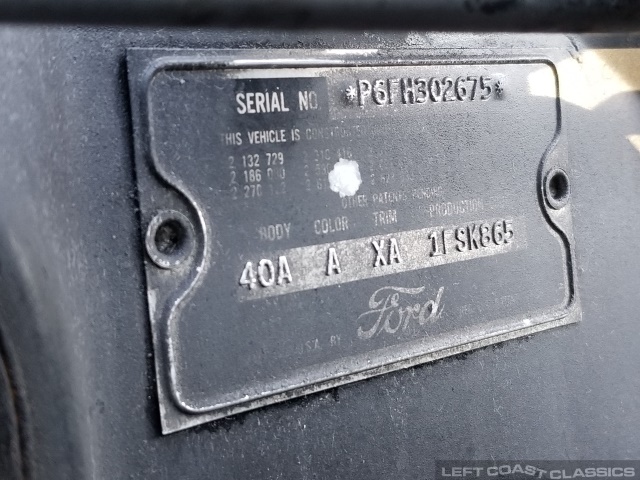 SERIAL NO. *P6FH302675*
THIS VEHICLE IS
2 132 729
2 186
2 270
OTHER PATENTS PENDING
BODY COLOR TRIM PRODUCTION
40A A XA 1FSK865
U.S.A. BY Ford
LEFT COAST CLASSICS